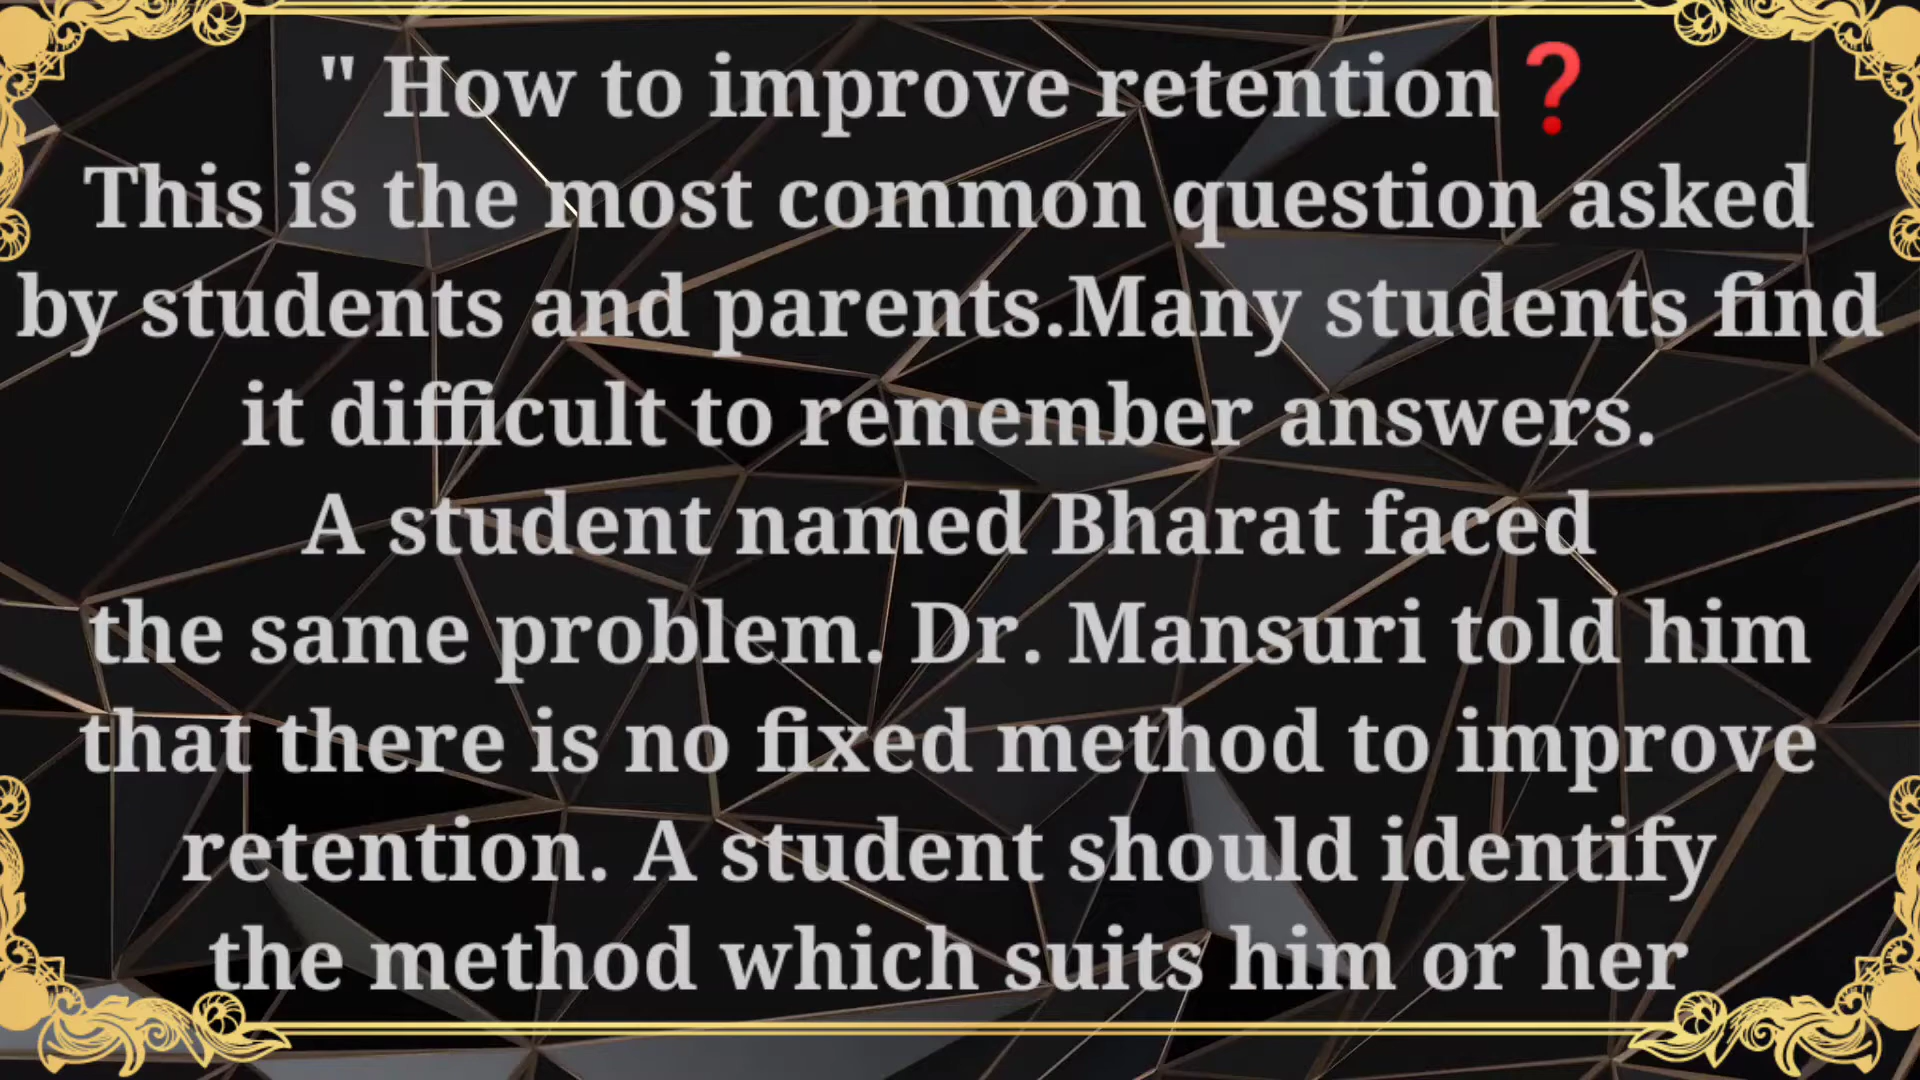 " How to improve retention❓
This is the most common question asked
by students and parents.Many students find
it difficult to remember answers.
A student named Bharat faced
the same problem. Dr. Mansuri told him
that there is no fixed method to improve
retention. A student should identify
the method which suits him or her